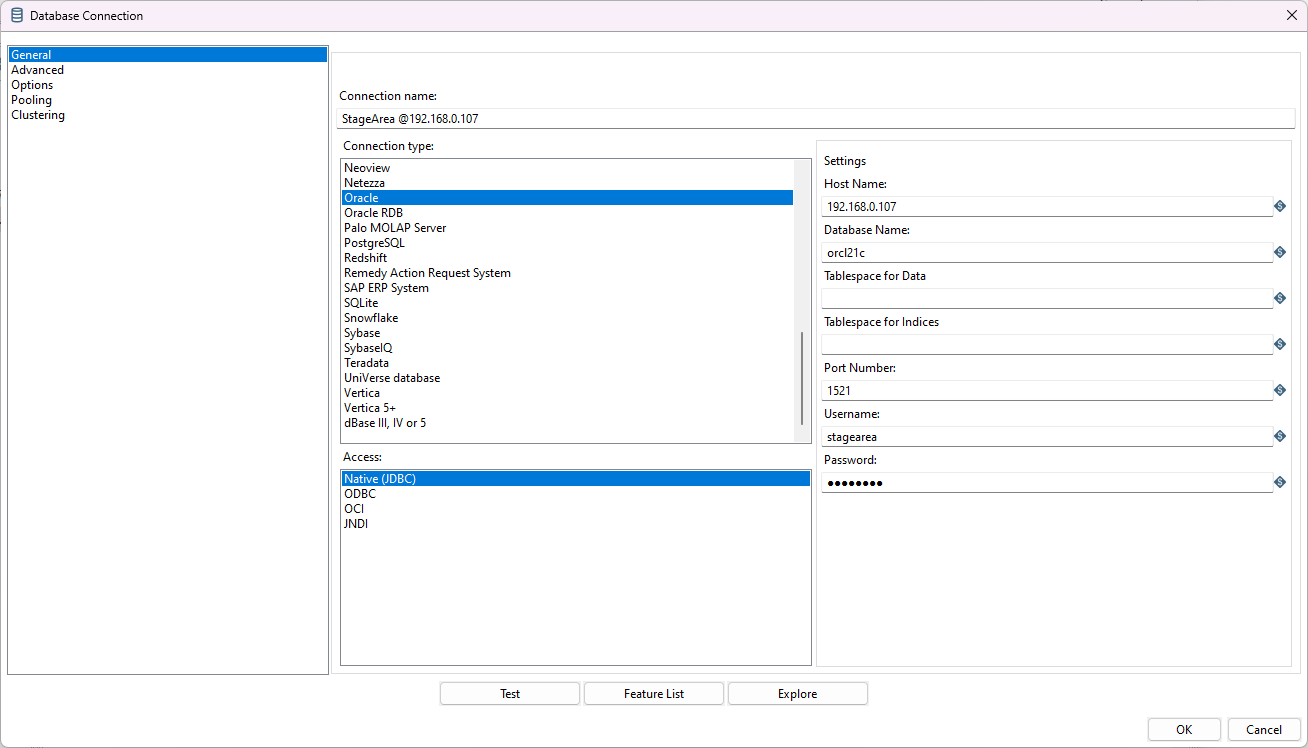 Database Connection
General
Advanced
Options
Pooling
Clustering
Connection name:
StageArea @192.168.0.107
Connection type:
Neoview
Netezza
Oracle
Oracle RDB
Palo MOLAP Server
PostgreSQL
Redshift
Remedy Action Request System
SAP ERP System
SQLite
Snowflake
Sybase
SybaseIQ
Teradata
UniVerse database
Vertica
Vertica 5+
dBase III, IV or 5
Access:
Native (JDBC)
ODBC
OCI
JNDI
Settings
Host Name:
192.168.0.107
Database Name:
orcl21c
Tablespace for Data
Tablespace for Indices
Port Number:
1521
Username:
stagearea
Password:
●●●●●●●●
Test
Feature List
Explore
OK
Cancel